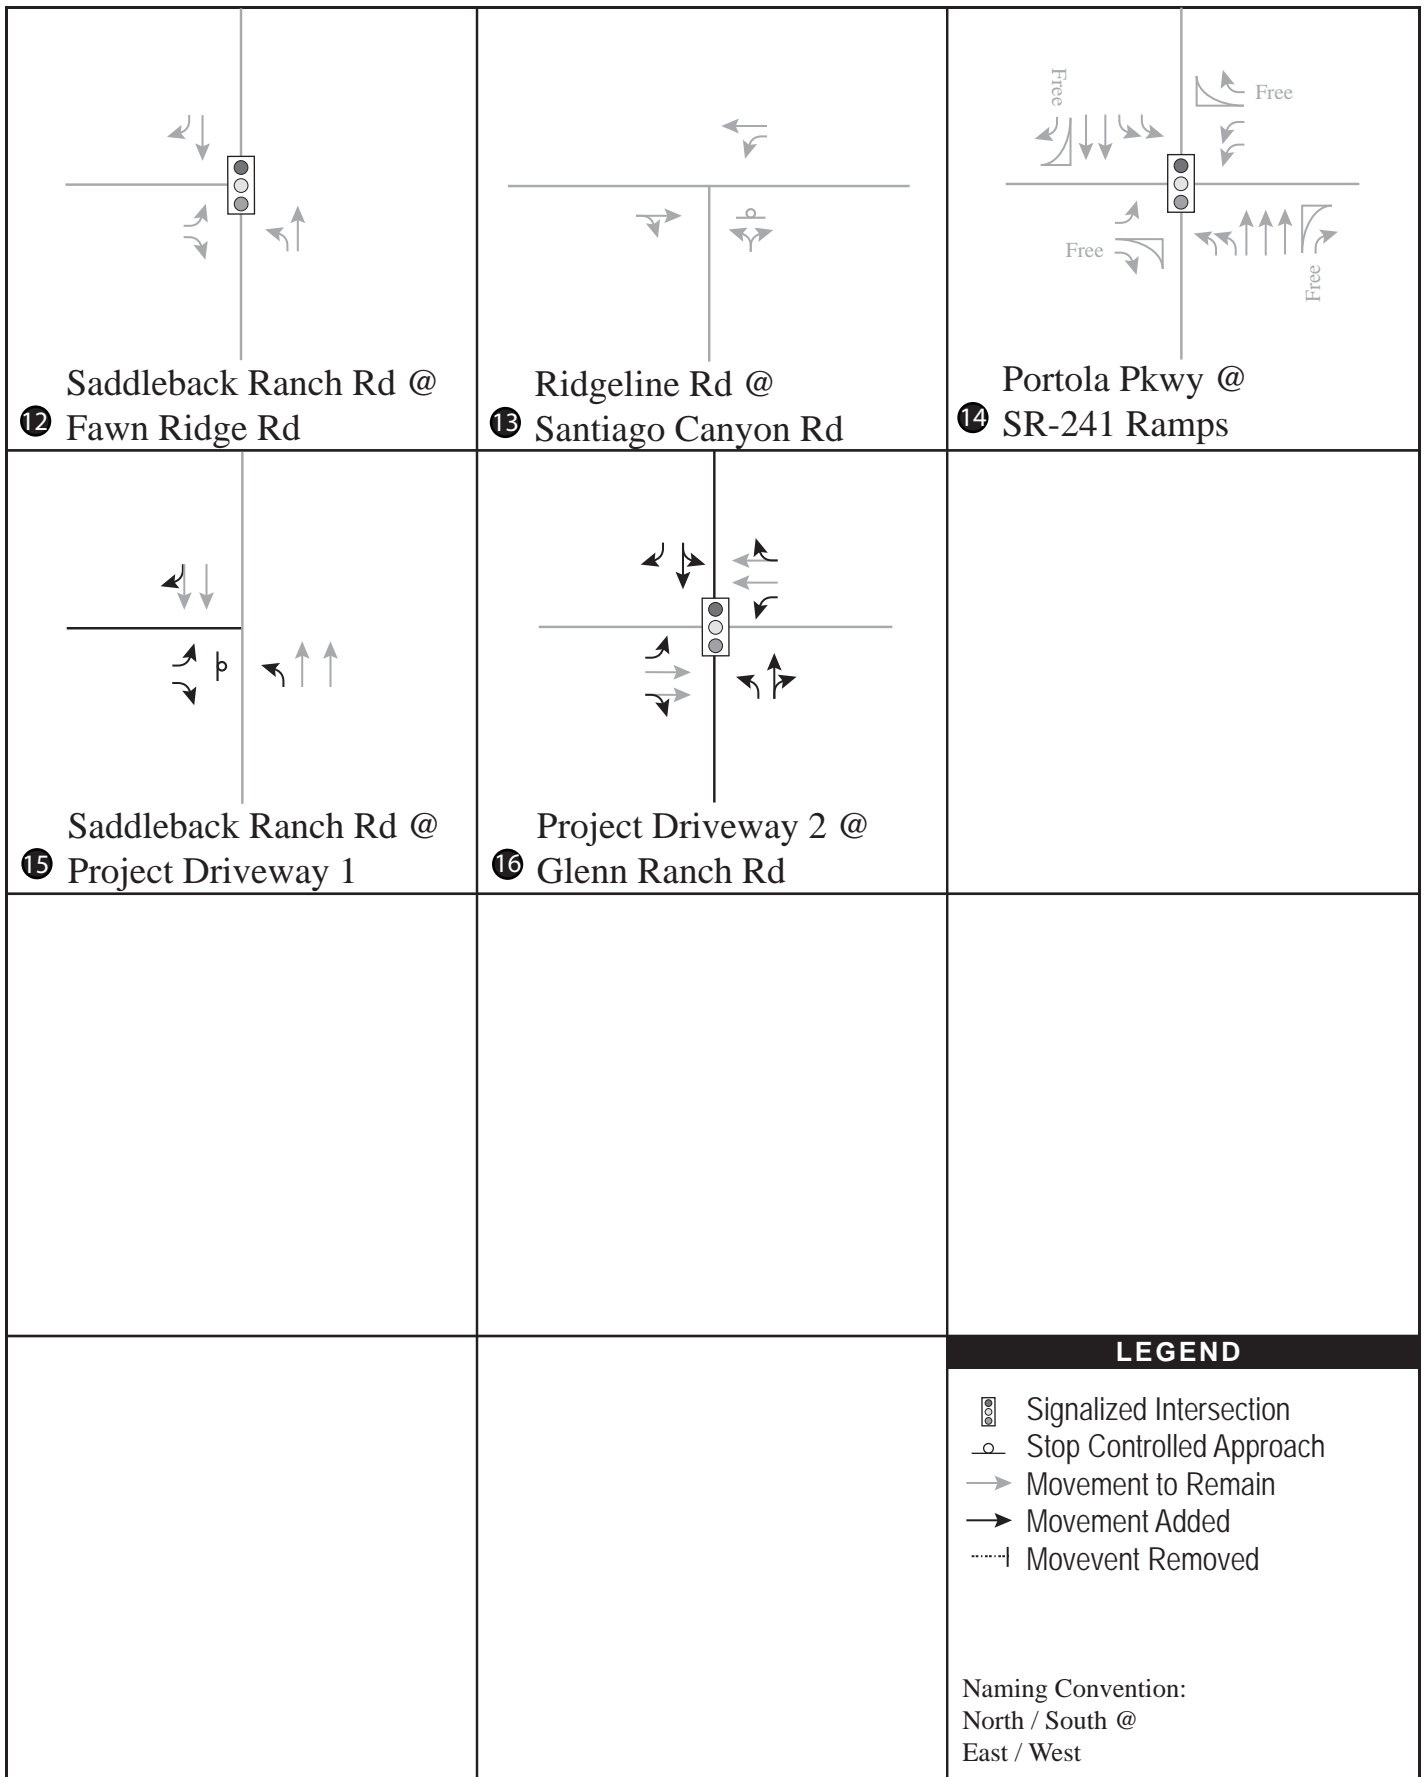 Free
Free
Free
Free
Saddleback Ranch Rd @
12 Fawn Ridge Rd
Ridgeline Rd @
13 Santiago Canyon Rd
Portola Pkwy @
14 SR-241 Ramps
Saddleback Ranch Rd @
15 Project Driveway 1
Project Driveway 2 @
16 Glenn Ranch Rd
LEGEND
Signalized Intersection
Stop Controlled Approach
Movement to Remain
Movement Added
Movevent Removed
Naming Convention:
North / South @
East / West